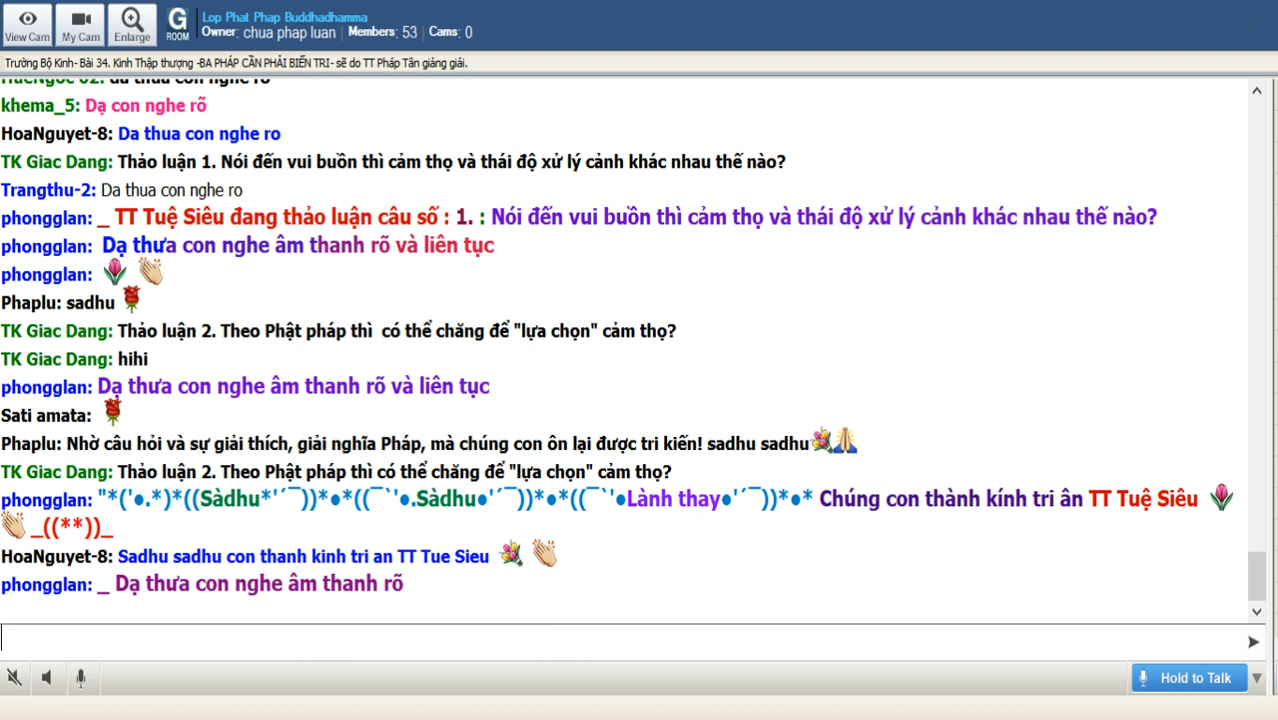 View Cam
My Cam
Enlarge
G
ROOM
Lop Phat Phap Buddhadhamma
Owner: chua phap luan | Members: 53 | Cams: 0
Trường Bộ Kinh- Bài 34. Kinh Thập thượng -BA PHÁP CẦN PHẢI BIẾN TRI- sẽ do TT Pháp Tân giảng giải.
khema_5: Dạ con nghe rõ
HoaNguyet-8: Da thua con nghe ro
TK Giac Dang: Thảo luận 1. Nói đến vui buồn thì cảm thọ và thái độ xử lý cảnh khác nhau thế nào?
Trangthu-2: Da thua con nghe ro
phongglan: _ TT Tuệ Siêu đang thảo luận câu số : 1. : Nói đến vui buồn thì cảm thọ và thái độ xử lý cảnh khác nhau thế nào?
phongglan: Dạ thưa con nghe âm thanh rõ và liên tục
phongglan:
Phaplu: sadhu
TK Giac Dang: Thảo luận 2. Theo Phật pháp thì có thể chăng để "lựa chọn" cảm thọ?
TK Giac Dang: hihi
phongglan: Dạ thưa con nghe âm thanh rõ và liên tục
Sati amata:
Phaplu: Nhờ câu hỏi và sự giải thích, giải nghĩa Pháp, mà chúng con ôn lại được tri kiến! sadhu sadhu
TK Giac Dang: Thảo luận 2. Theo Phật pháp thì có thể chăng để "lựa chọn" cảm thọ?
phongglan: "*('●.*)*((Sàdhu*'´¯))*●*((¯`'●.Sàdhu●'´¯))*●*((¯`'●Lành thay●'´¯))*●* Chúng con thành kính tri ân TT Tuệ Siêu
_((**))_
HoaNguyet-8: Sadhu sadhu con thanh kinh tri an TT Tue Sieu
phongglan: _ Dạ thưa con nghe âm thanh rõ
Hold to Talk